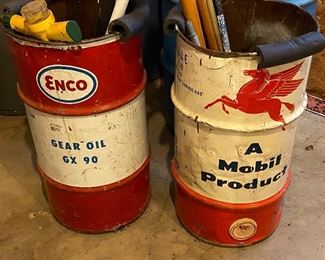 ENCO
GEAR OIL
GX 90
A
Mobil
Product